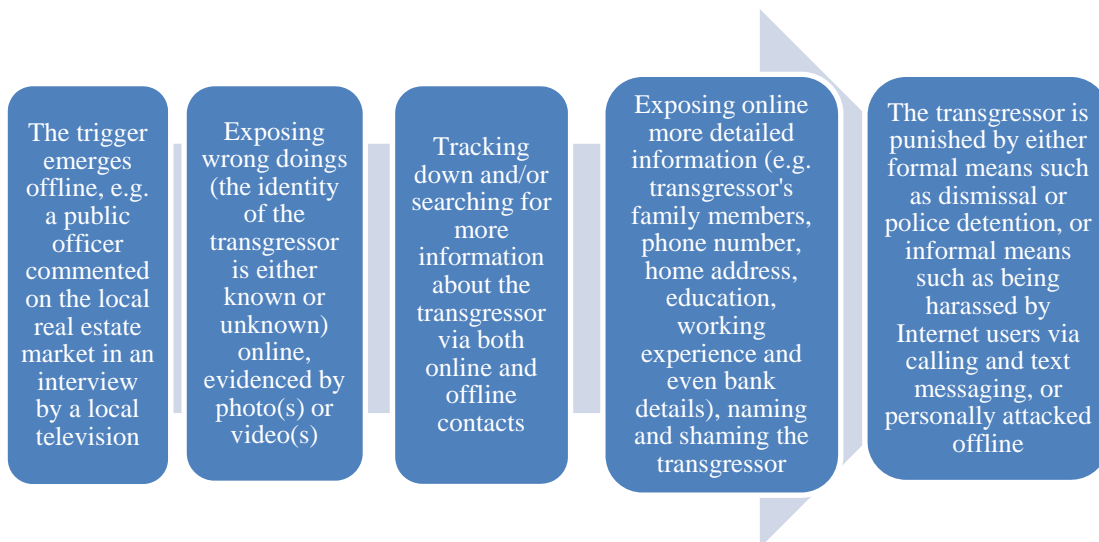 The trigger
emerges
offline, e.g.
a public
officer
commented
on the local
real estate
market in an
interview
by a local
television
Exposing
wrong doings
(the identity
of the
transgressor
is either
known or
unknown)
online,
evidenced by
photo(s) or
video(s)
Tracking
down and/or
searching for
more
information
about the
transgressor
via both
online and
offline
contacts
Exposing online
more detailed
information (e.g.
transgressor's
family members,
phone number,
home address,
education,
working
experience and
even bank
details), naming
and shaming the
transgressor
The transgressor is
punished by either
formal means such
as dismissal or
police detention, or
informal means
such as being
harassed by
Internet users via
calling and text
messaging, or
personally attacked
offline